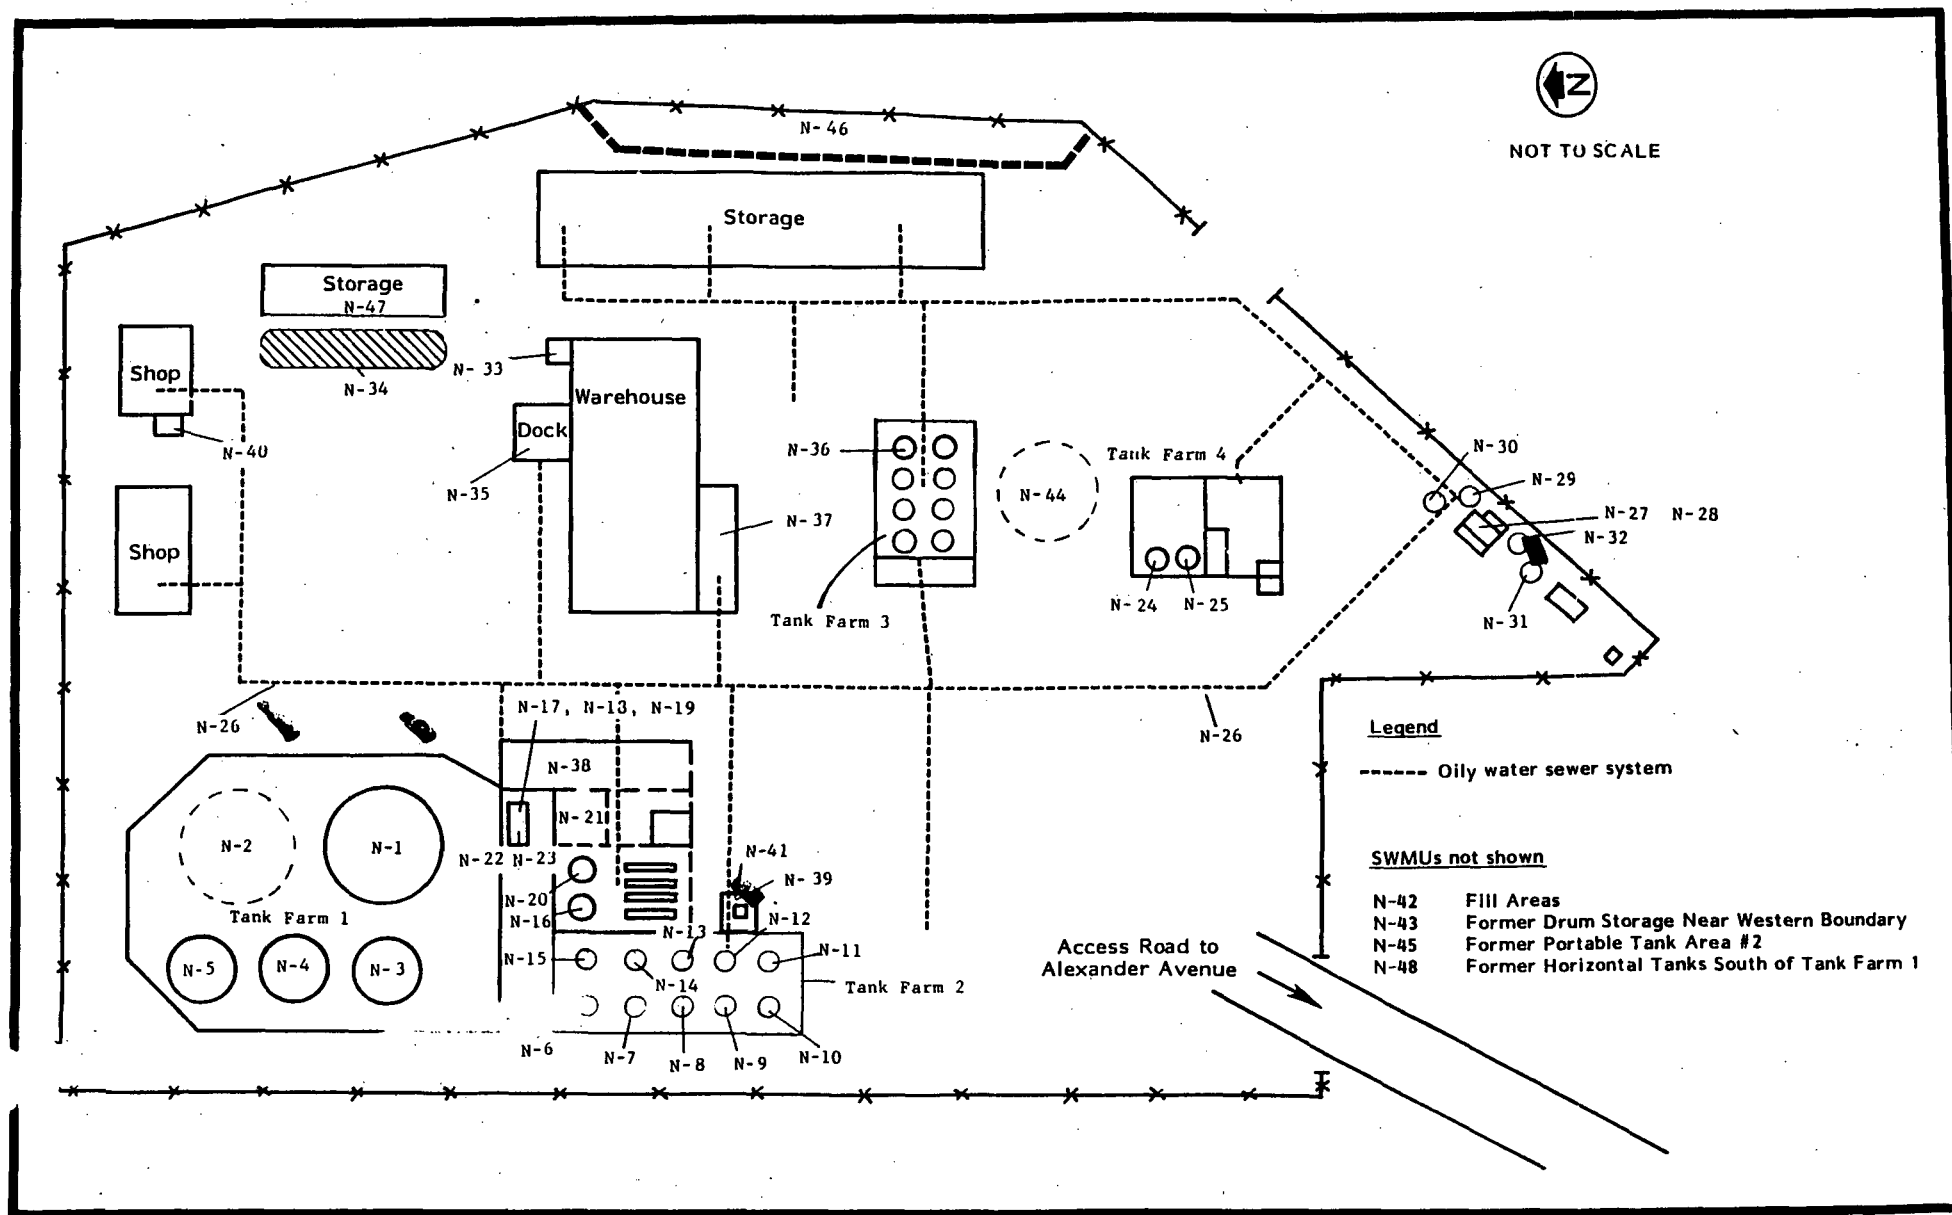 N
NOT TO SCALE
N-46
Storage
Storage
N-47
N-34
Shop
N-40
Shop
N-33
Warehouse
Dock
N-35
N-37
N-36
Tank Farm 3
N-44
Tank Farm 4
N-24 N-25
N-30
N-29
N-27 N-28
N-32
N-31
N-26
N-26
N-17, N-18, N-19
N-38
N-21
N-22 N-23
N-20
N-16
N-41
N-39
N-2
N-1
Tank Farm 1
N-5
N-4
N-3
N-13
N-12
N-15
N-14
N-11
Tank Farm 2
N-6
N-7
N-8
N-9
N-10
Access Road to
Alexander Avenue
Legend
Oily water sewer system
SWMUs not shown
N-42 Fill Areas
N-43 Former Drum Storage Near Western Boundary
N-45 Former Portable Tank Area #2
N-48 Former Horizontal Tanks South of Tank Farm 1